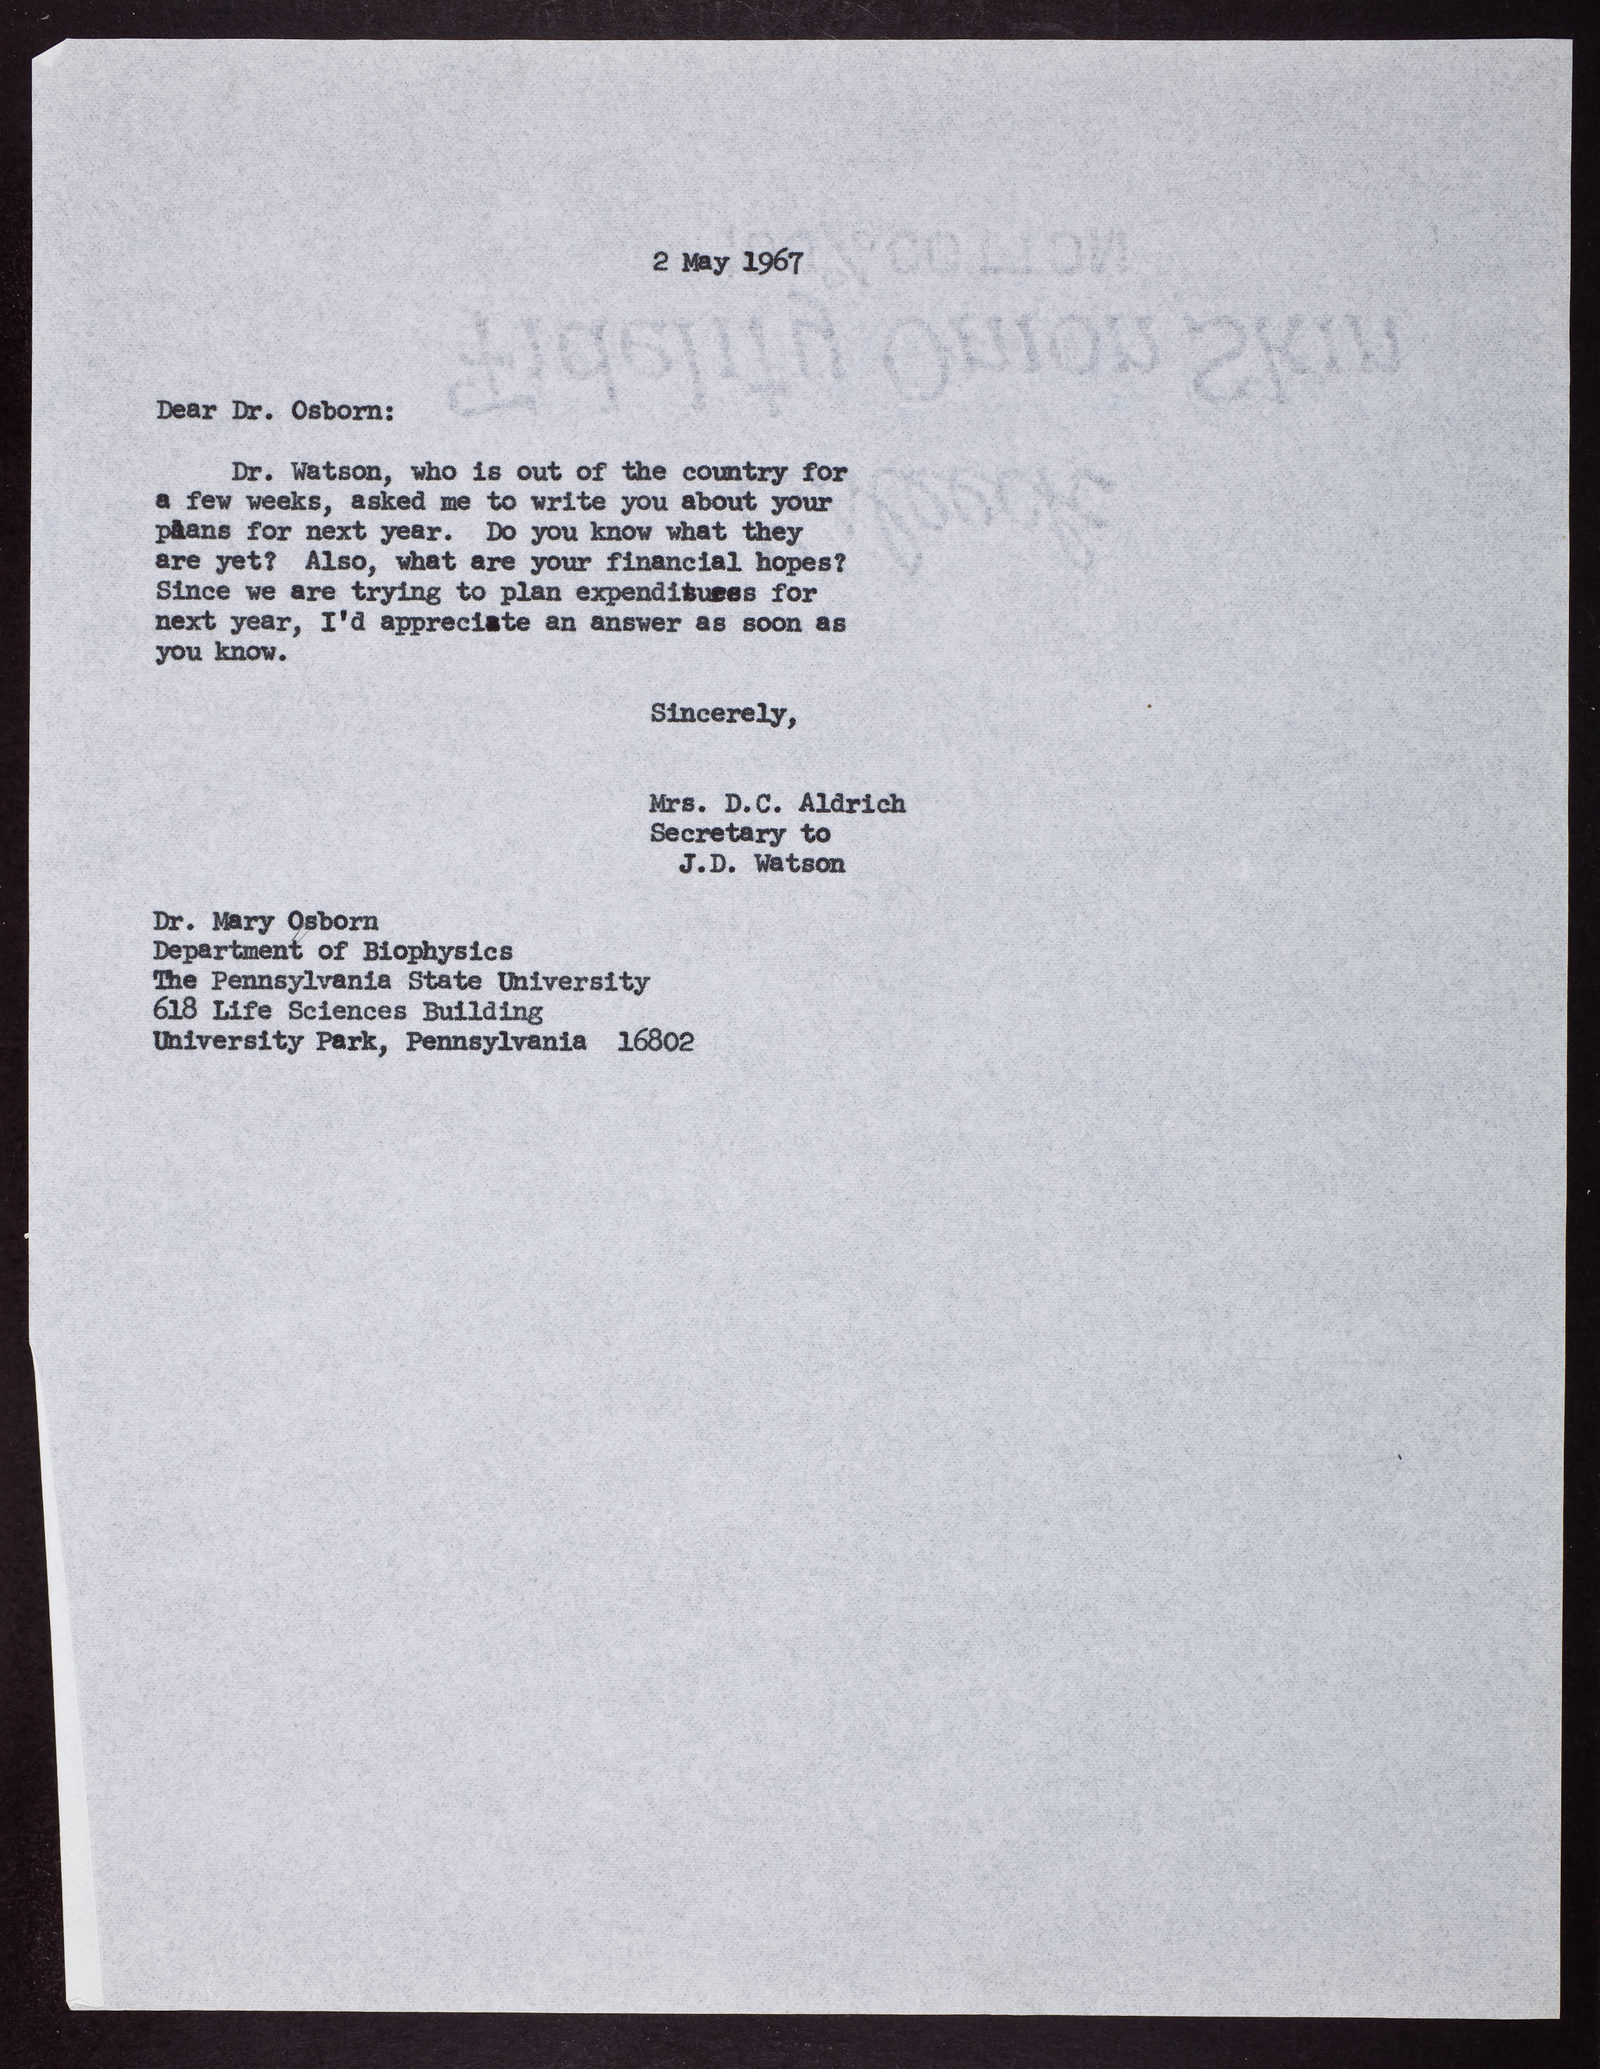 2 May 1967
Dear Dr. Osborn:
Dr. Watson, who is out of the country for
a few weeks, asked me to write you about your
plans for next year. Do you know what they
are yet? Also, what are your financial hopes?
Since we are trying to plan expenditures for
next year, I'd appreciate an answer as soon as
you know.
Sincerely,
Mrs. D.C. Aldrich
Secretary to
J.D. Watson
Dr. Mary Osborn
Department of Biophysics
The Pennsylvania State University
618 Life Sciences Building
University Park, Pennsylvania 16802
COTTON
Fidelity Onion Skin